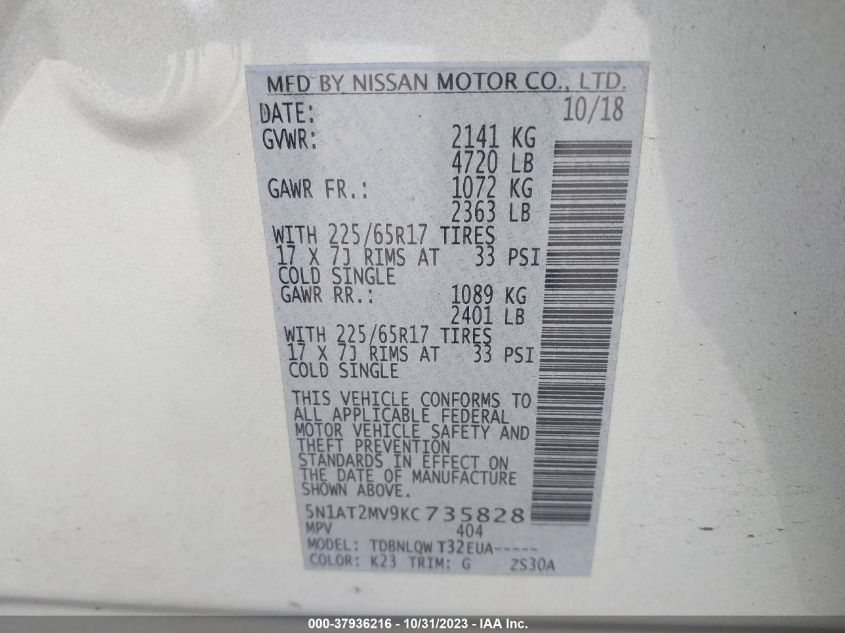 MFD BY NISSAN MOTOR CO., LTD.
DATE: 10/18
GVWR: 2141 KG
4720 LB
GAWR FR.: 1072 KG
2363 LB
WITH 225/65R17 TIRES
17 X 7J RIMS AT 33 PSI
COLD SINGLE
GAWR RR.: 1089 KG
2401 LB
WITH 225/65R17 TIRES
17 X 7J RIMS AT 33 PSI
COLD SINGLE
THIS VEHICLE CONFORMS TO
ALL APPLICABLE FEDERAL
MOTOR VEHICLE SAFETY AND
THEFT PREVENTION
STANDARDS IN EFFECT ON
THE DATE OF MANUFACTURE
SHOWN ABOVE.
5N1AT2MV9KC735828
MPV 404
MODEL: TDBNLQW T32EUA-----
COLOR: K23 TRIM: G ZS30A
000-37936216 - 10/31/2023 - IAA Inc.